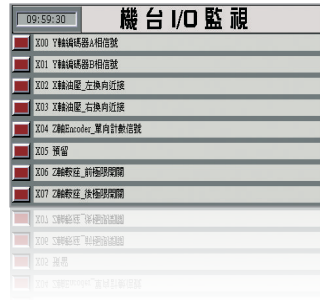 09:59:30
機台I/O監視
X00 Y軸編碼器A相信號
X01 Y軸編碼器B相信號
X02 X軸油壓_左換向近接
X03 X軸油壓_右換向近接
X04 Z軸Encoder_單向計數信號
X05 預留
X06 Z軸鞍座_前極限開關
X07 Z軸鞍座_後極限開關